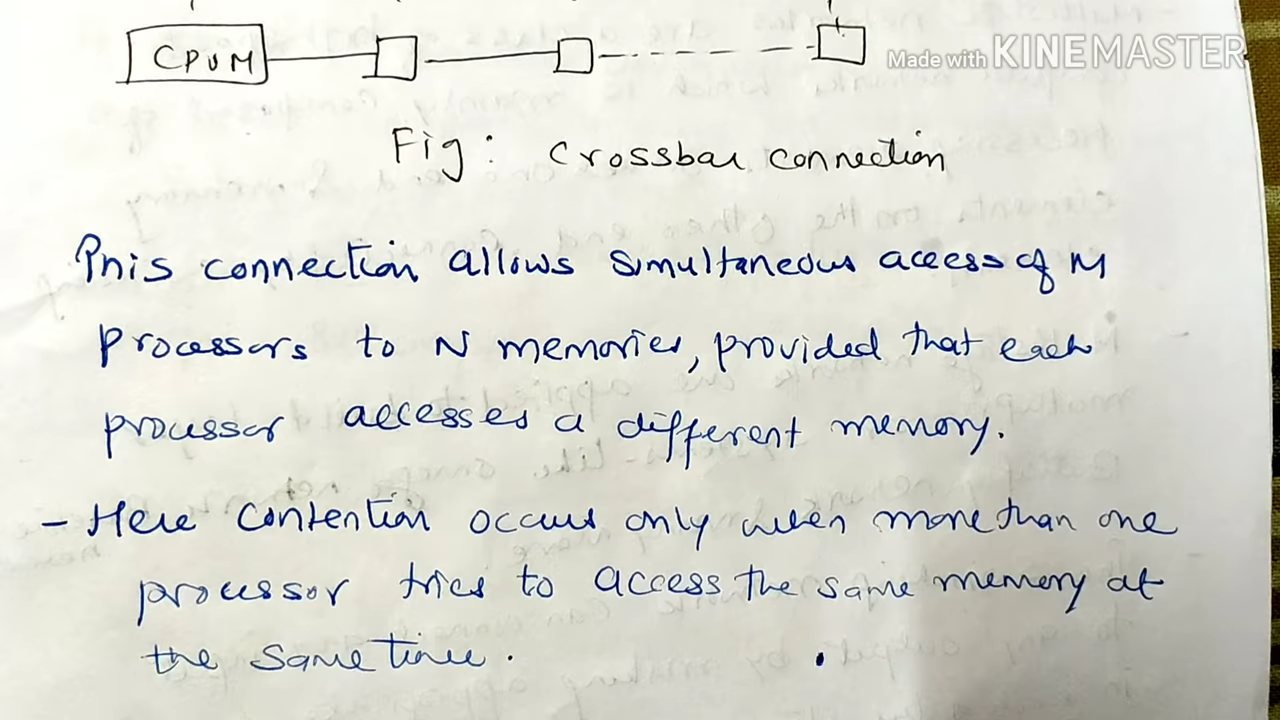 CPUM
Made with KINEMASTER
Fig: Crossbar connection
This connection allows simultaneous access of M
processors to N memories, provided that each
processor accesses a different memory.
- Here contention occurs only when more than one
processor tries to access the same memory at
the same time.